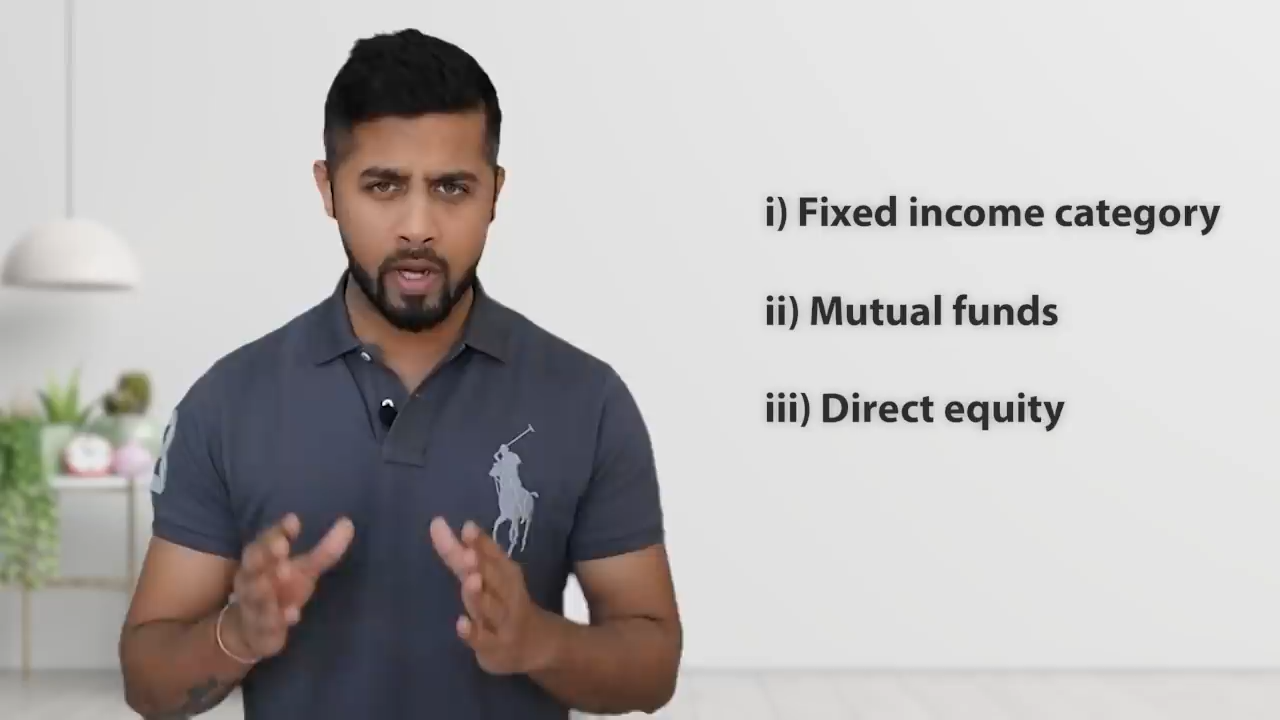 i) Fixed income category
ii) Mutual funds
iii) Direct equity